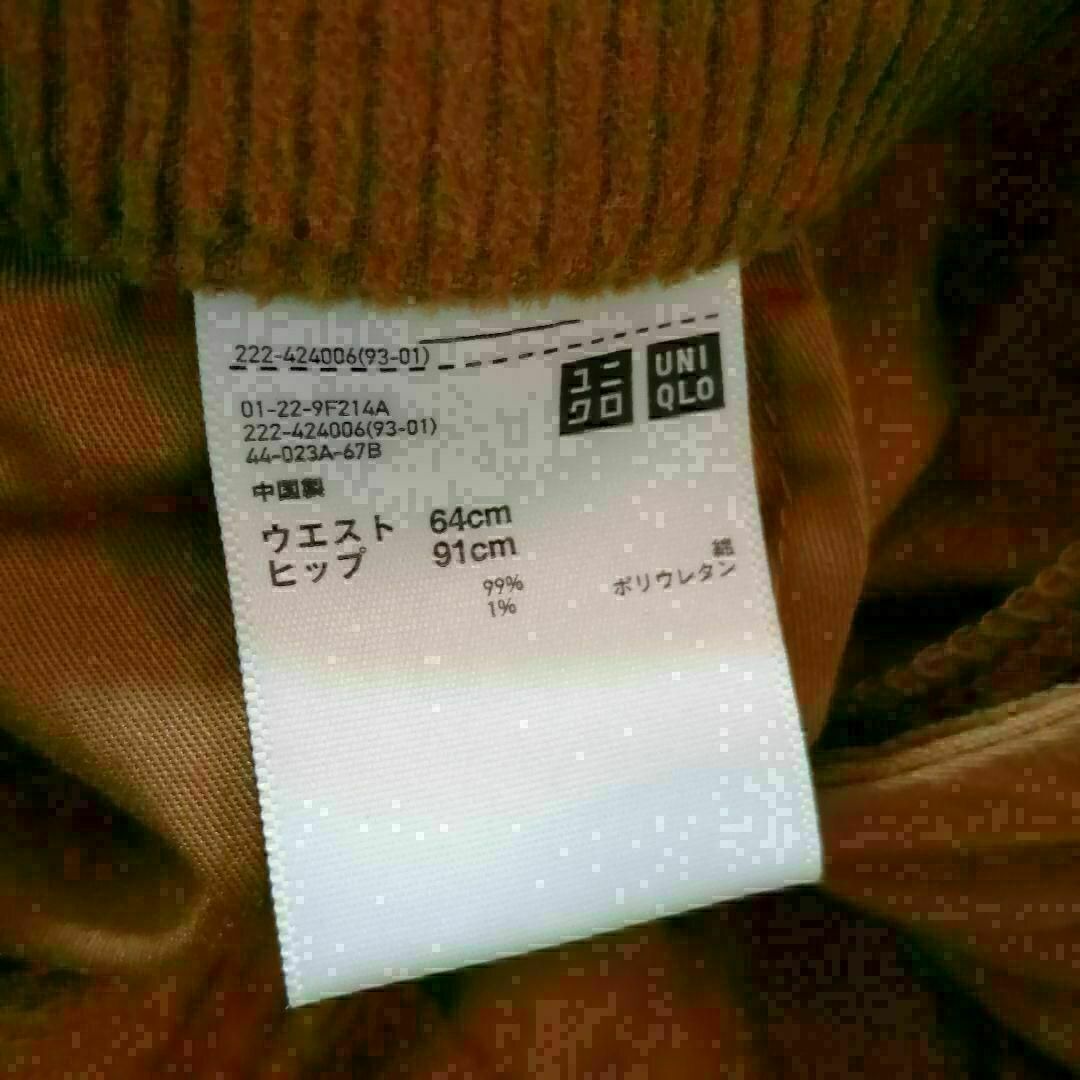 222-424006(93-01)
ユニ
クロ
UNI
QLO
01-22-9F214A
222-424006(93-01)
44-023A-67B
中国製
ウエスト 64cm
ヒップ 91cm
99% 綿
1% ポリウレタン